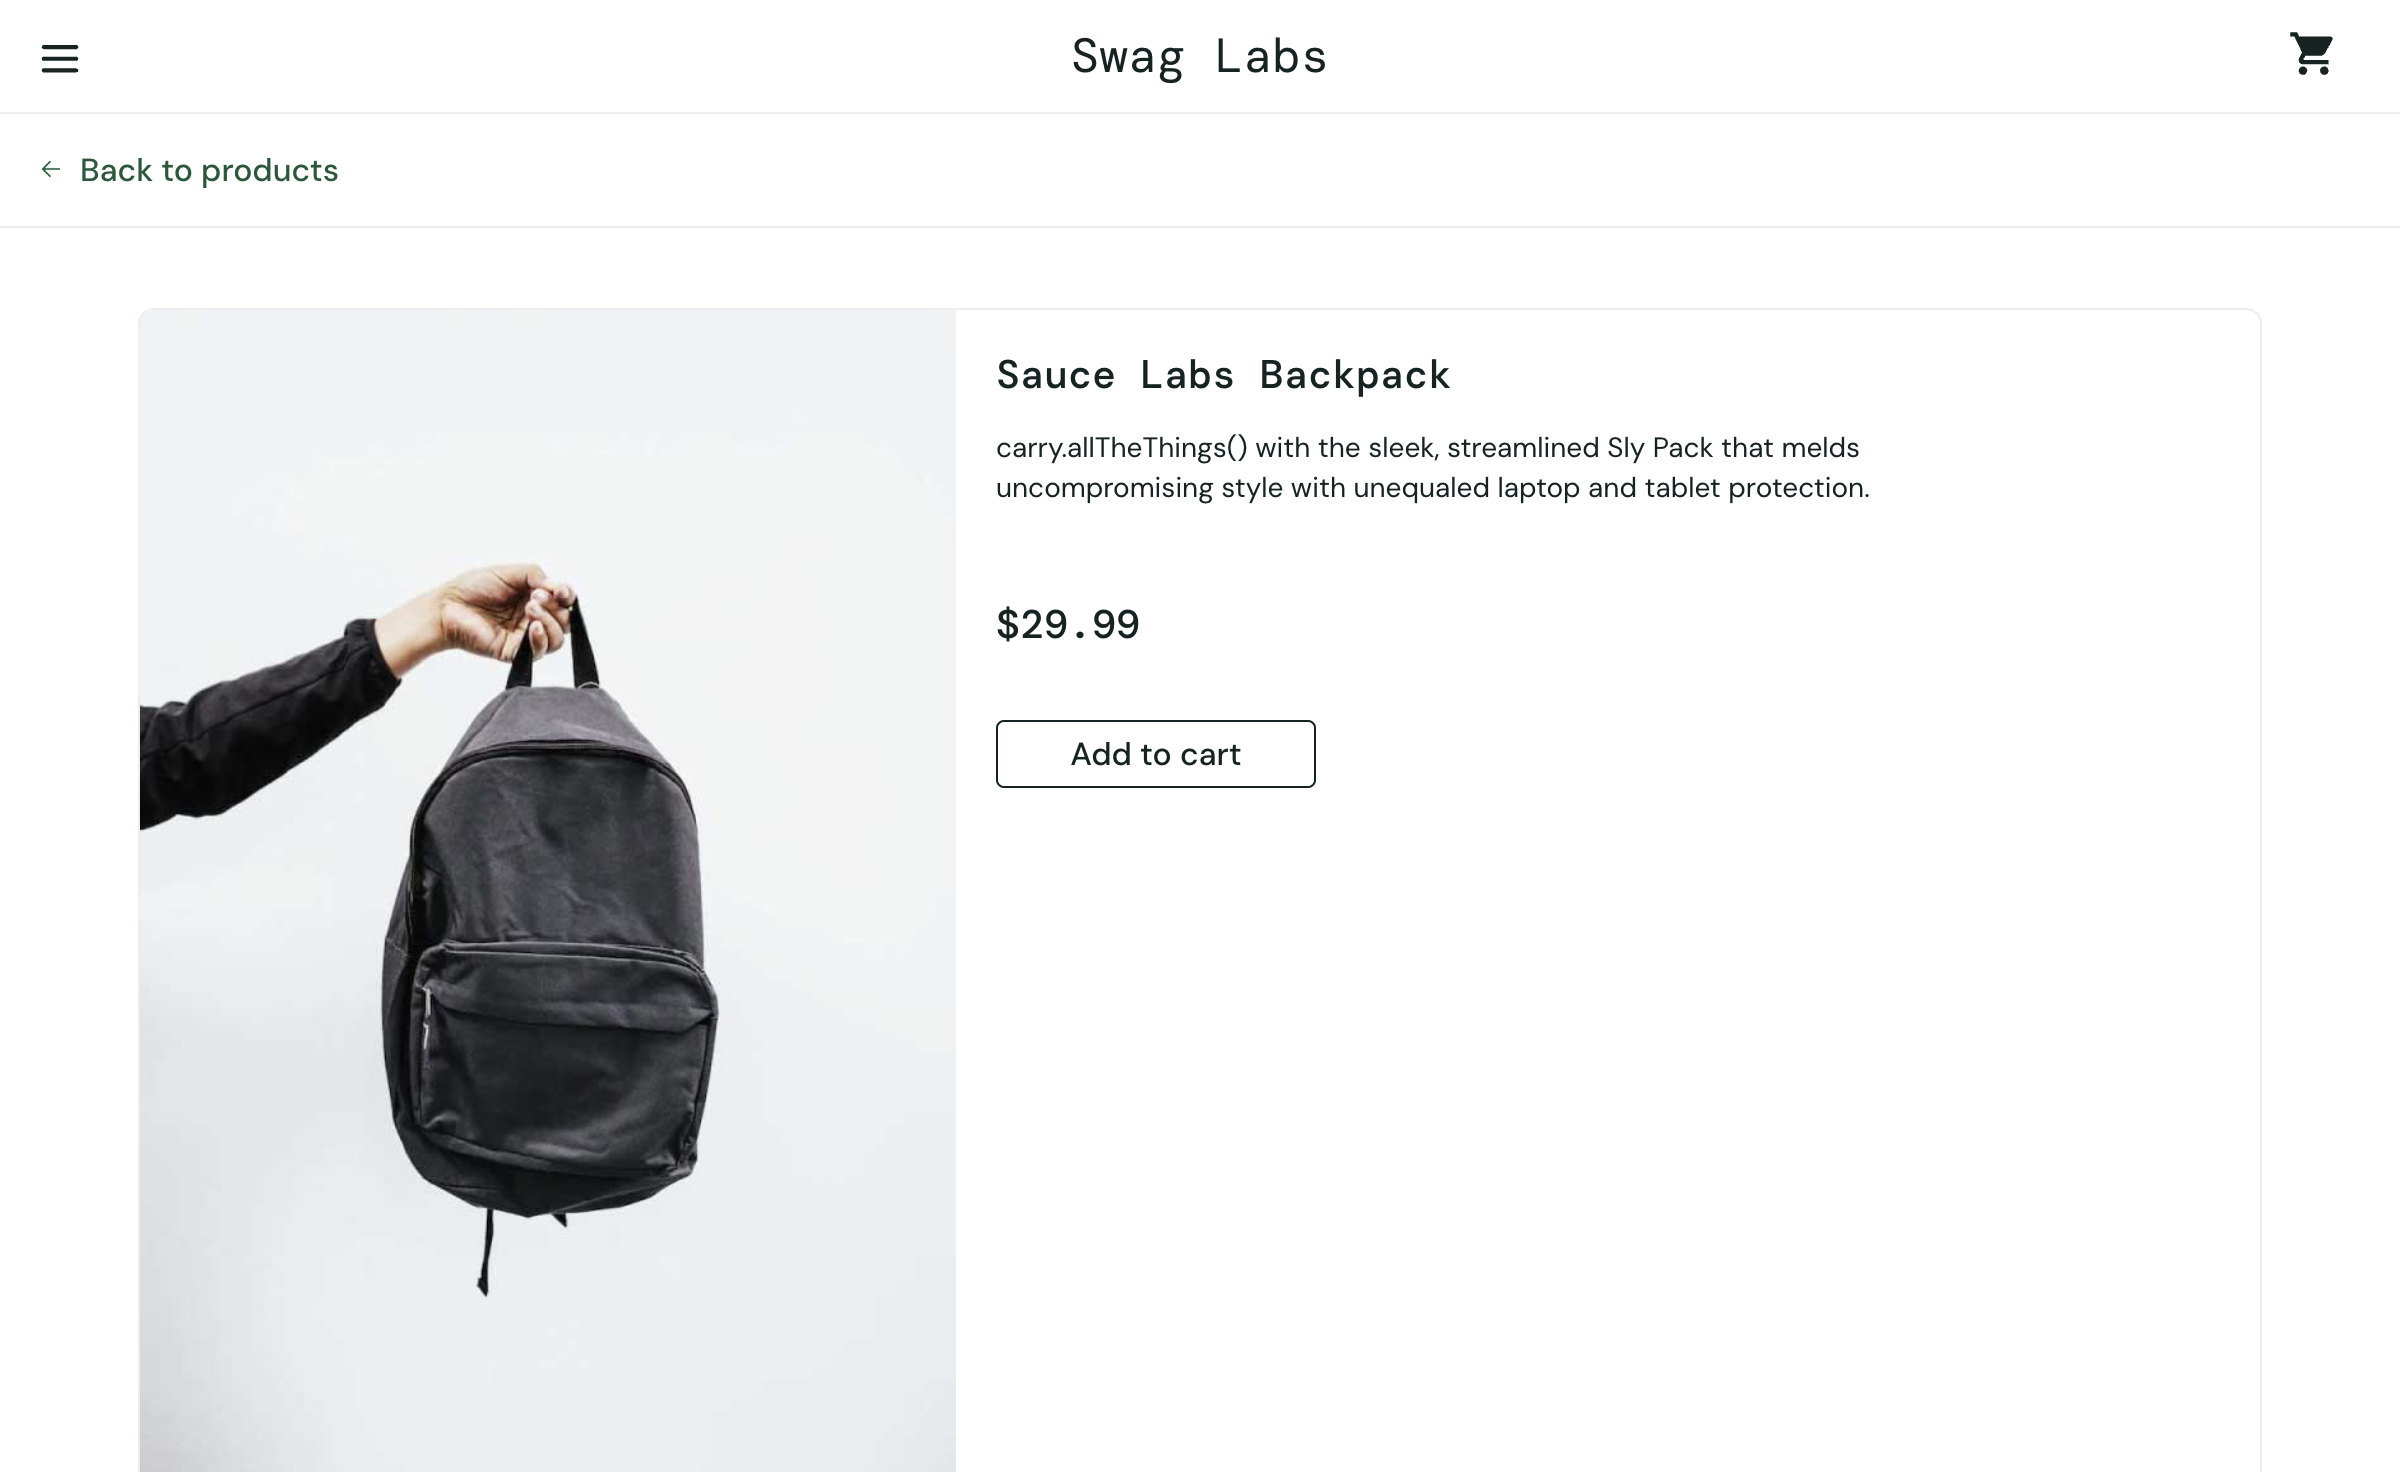 Swag Labs
Back to products
Sauce Labs Backpack
carry.allTheThings() with the sleek, streamlined Sly Pack that melds
uncompromising style with unequaled laptop and tablet protection.
$29.99
Add to cart